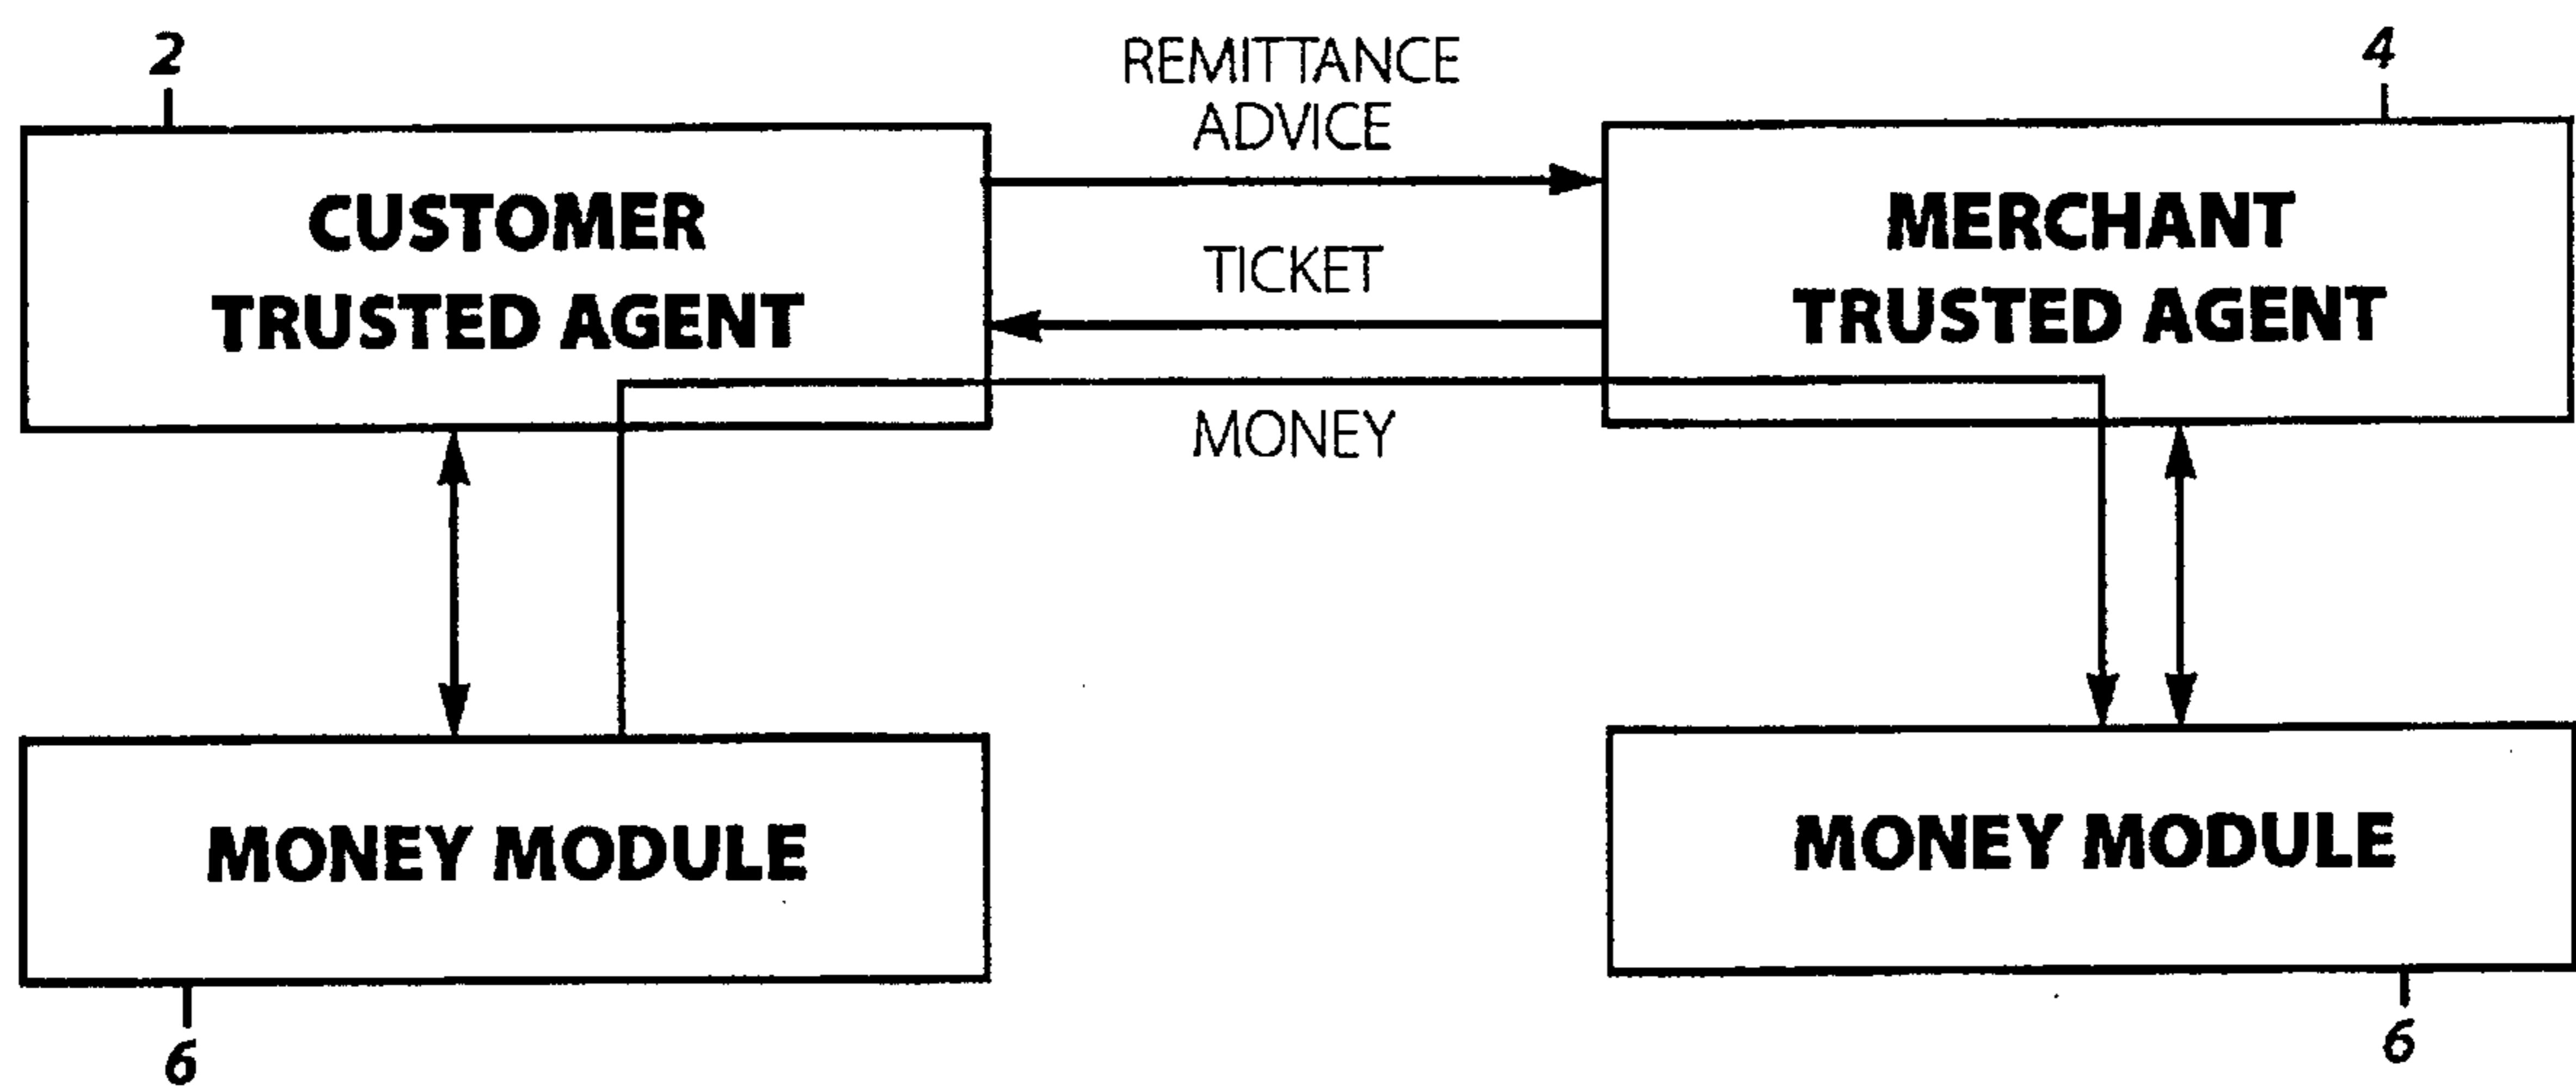 2
4
REMITTANCE
ADVICE
CUSTOMER
TRUSTED AGENT
MERCHANT
TRUSTED AGENT
TICKET
MONEY
MONEY MODULE
MONEY MODULE
6
6